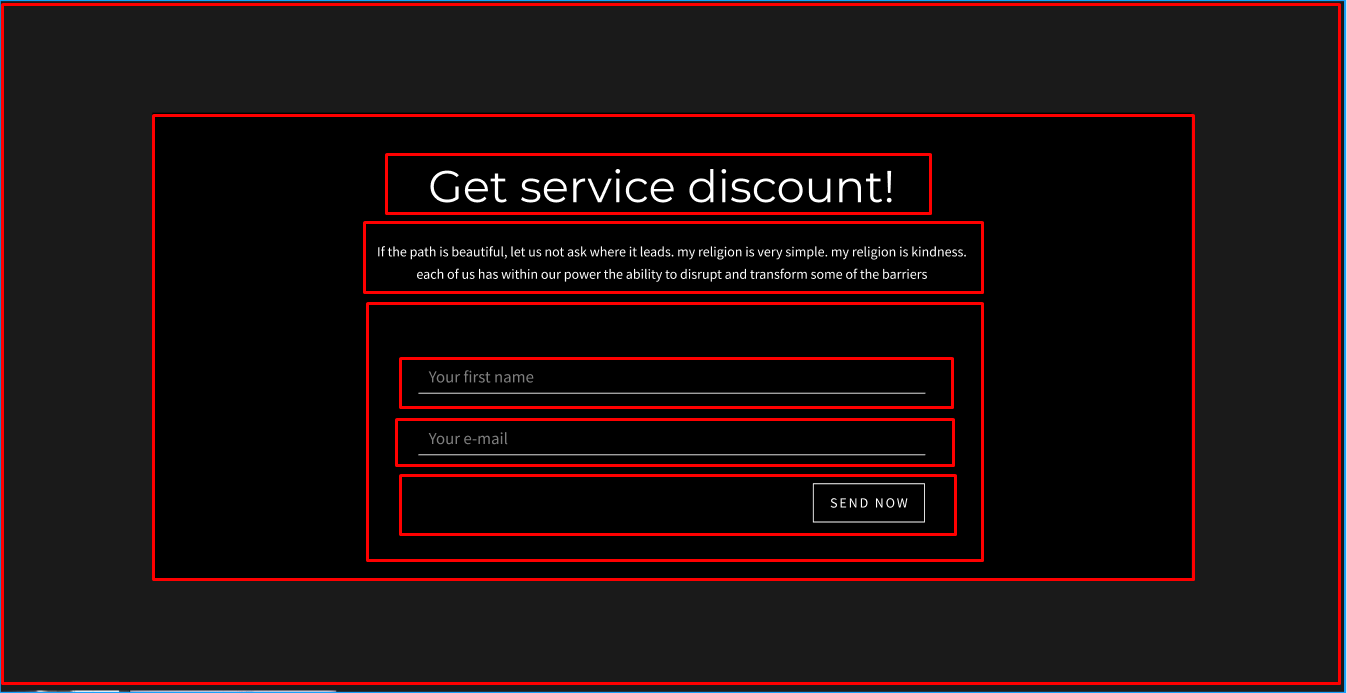 Get service discount!
If the path is beautiful, let us not ask where it leads. my religion is very simple. my religion is kindness.
each of us has within our power the ability to disrupt and transform some of the barriers
Your first name
Your e-mail
SEND NOW